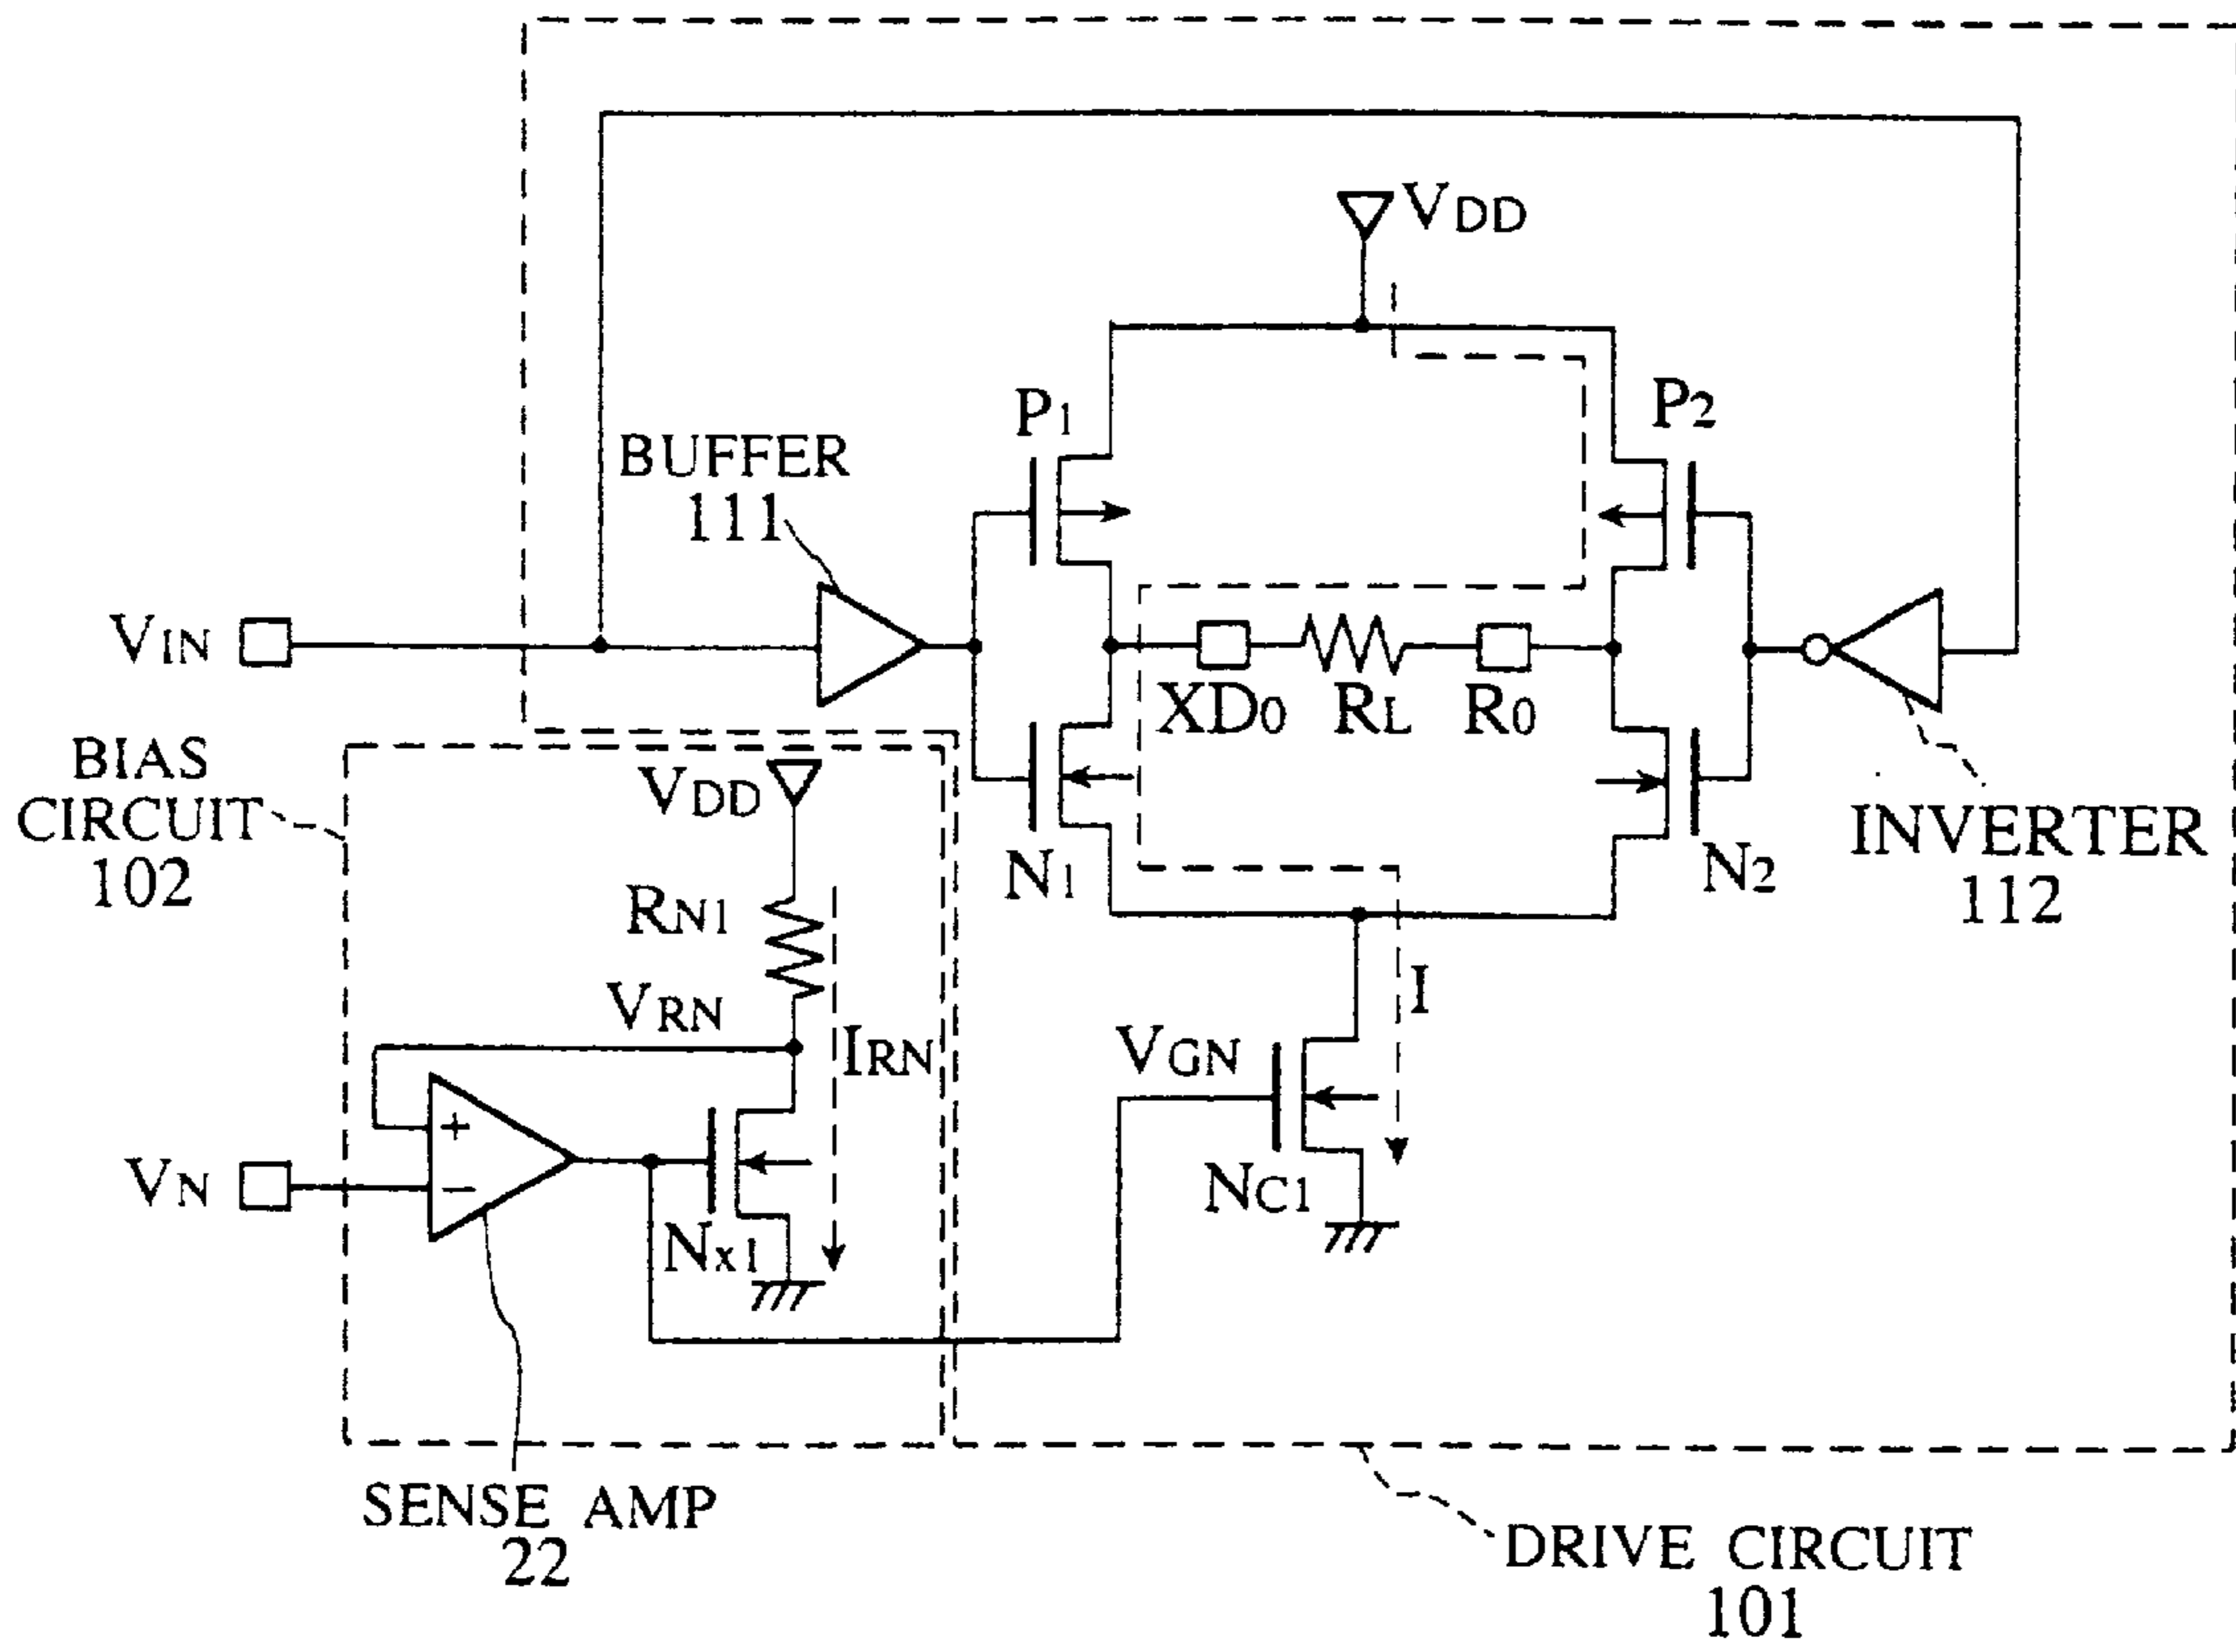 VDD
P1
P2
BUFFER
111
VIN
XD0
RL
R0
BIAS
CIRCUIT
102
VDD
N1
N2
INVERTER
112
RN1
VRN
IRN
I
VGN
+
−
VN
Nx1
NC1
SENSE AMP
22
DRIVE CIRCUIT
101